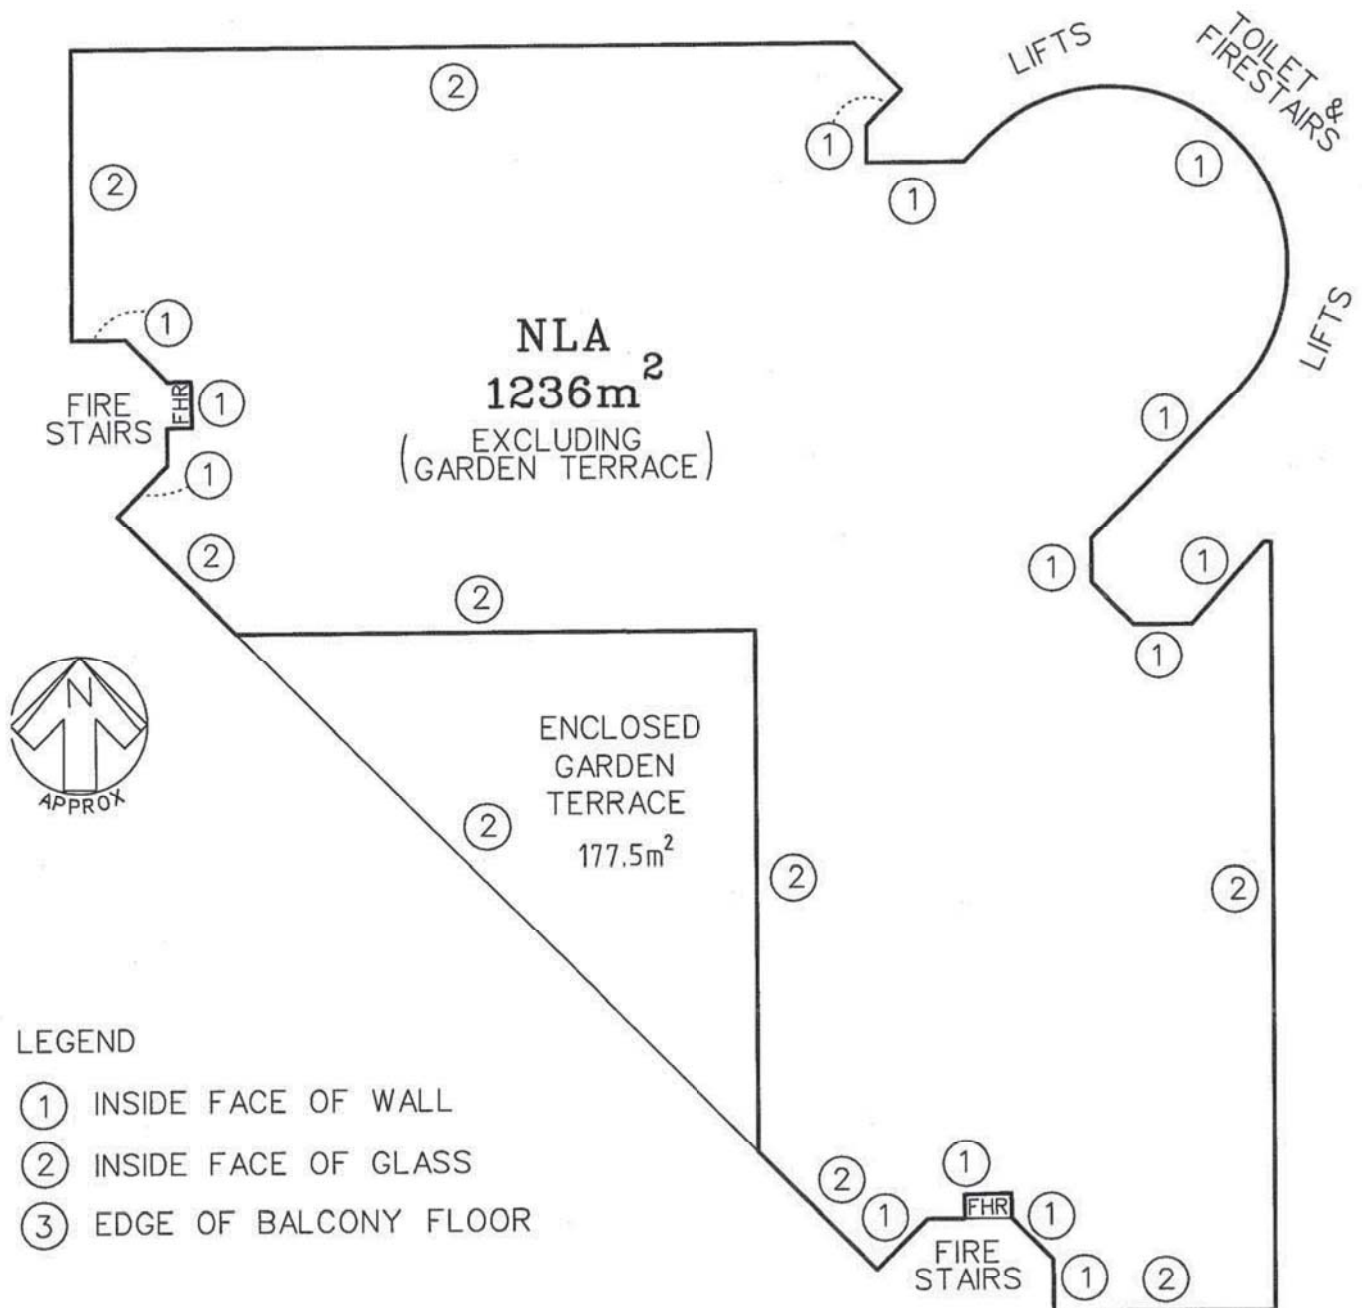 LIFTS
TOILET &
FIRESTAIRS
2
1
1
1
2
1
NLA
1236m²
(EXCLUDING
GARDEN TERRACE)
LIFTS
FHR
1
FIRE
STAIRS
1
1
2
2
1
1
1
N
APPROX
ENCLOSED
GARDEN
TERRACE
177.5m²
2
2
2
LEGEND
1 INSIDE FACE OF WALL
2 INSIDE FACE OF GLASS
3 EDGE OF BALCONY FLOOR
1
2
1
FHR
1
FIRE
STAIRS
1
2